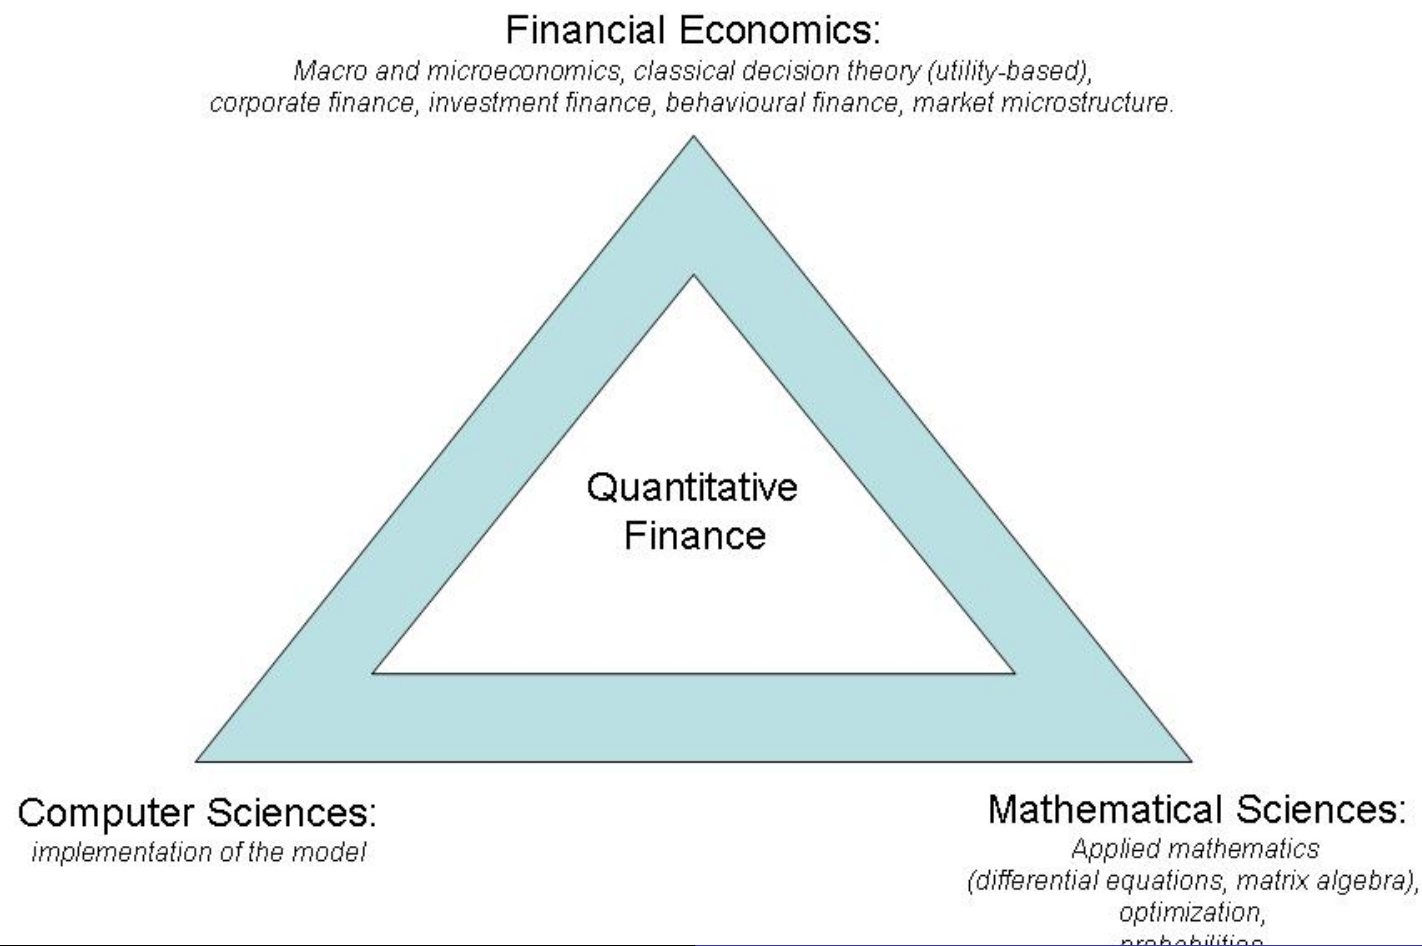 Financial Economics:
Macro and microeconomics, classical decision theory (utility-based),
corporate finance, investment finance, behavioural finance, market microstructure.
Quantitative
Finance
Computer Sciences:
implementation of the model
Mathematical Sciences:
Applied mathematics
(differential equations, matrix algebra),
optimization,
probabilities